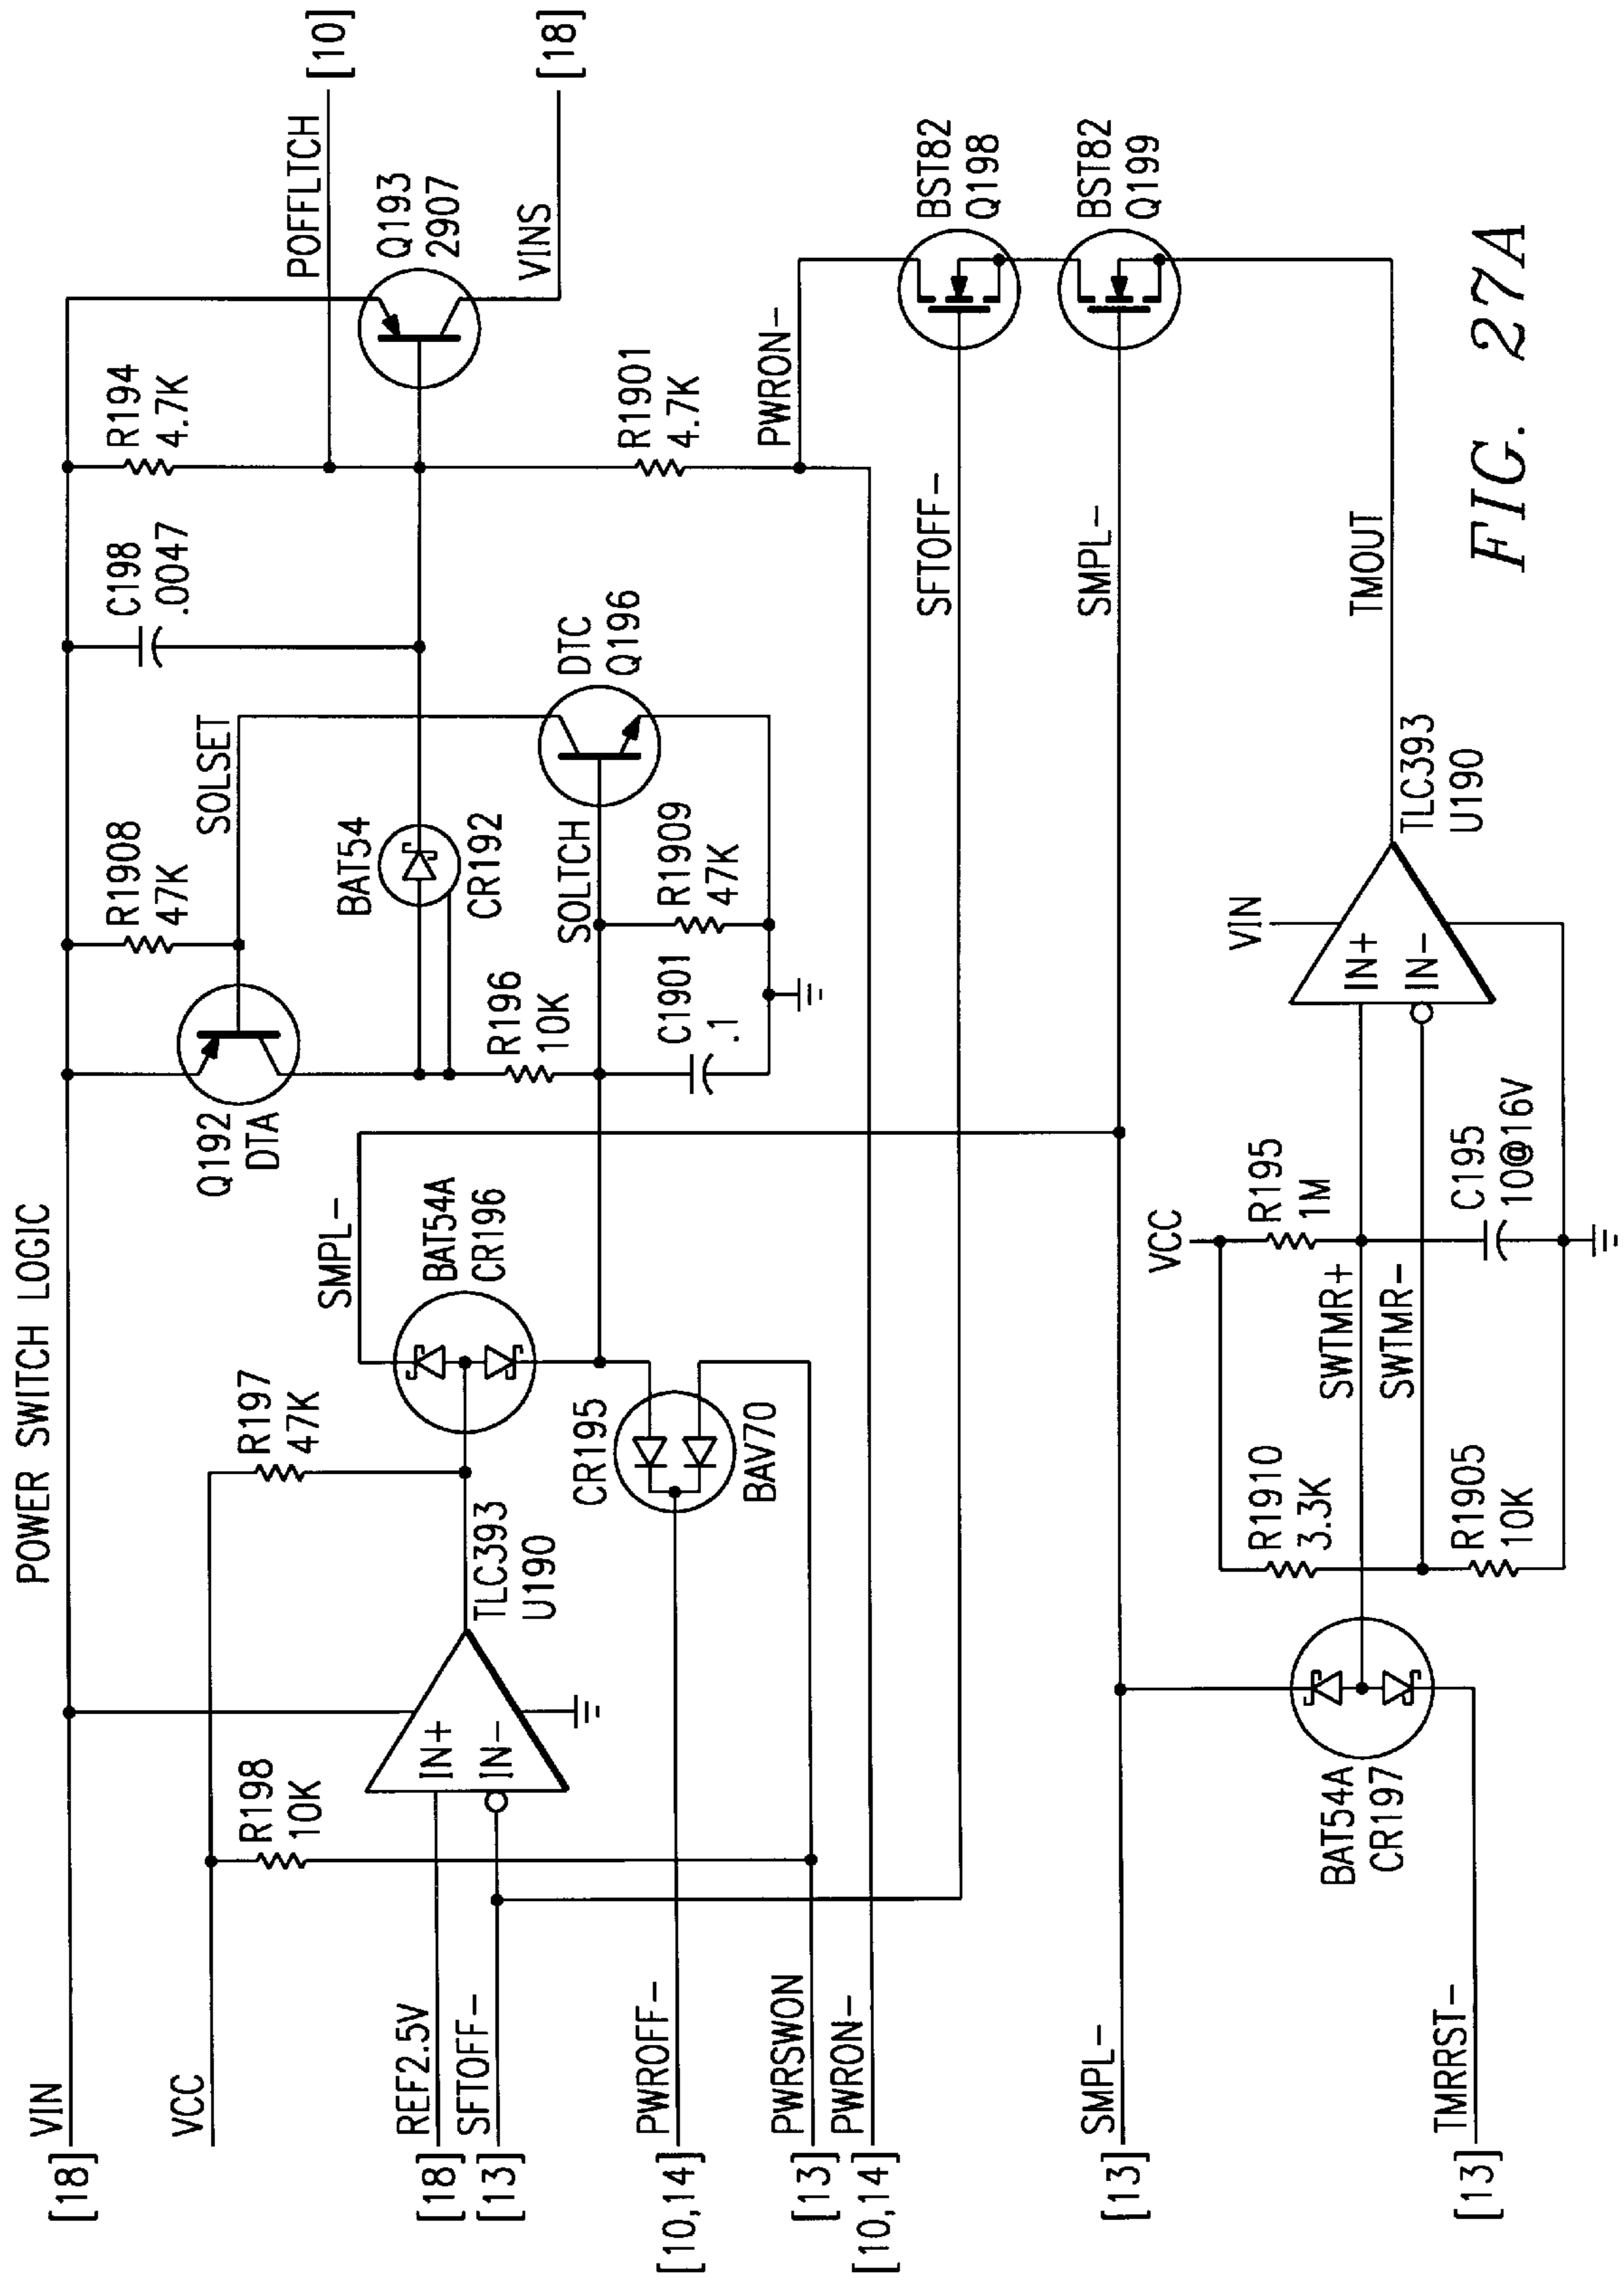 POWER SWITCH LOGIC
[18]
VIN
VCC
[18]
REF2.5V
[13]
SFTOFF-
[10,14]
PWROFF-
[13]
PWRSWON
[10,14]
PWRON-
[13]
SMPL-
[13]
TMRRST-
R198
10K
IN+
IN-
TLC393
U190
R197
47K
SMPL-
BAT54A
CR196
CR195
BAV70
Q192
DTA
R1908
47K
SOLSET
BAT54
CR192
R196
10K
SOLTCH
C1901
.1
R1909
47K
DTC
Q196
C198
.0047
R194
4.7K
POFFLTCH
[10]
Q193
2907
VINS
[18]
R1901
4.7K
PWRON-
SFTOFF-
BST82
Q198
SMPL-
BST82
Q199
TMOUT
BAT54A
CR197
R1910
3.3K
R1905
10K
VCC
SWTMR+
SWTMR-
R195
1M
C195
10@16V
VIN
IN+
IN-
TLC393
U190
FIG. 27A